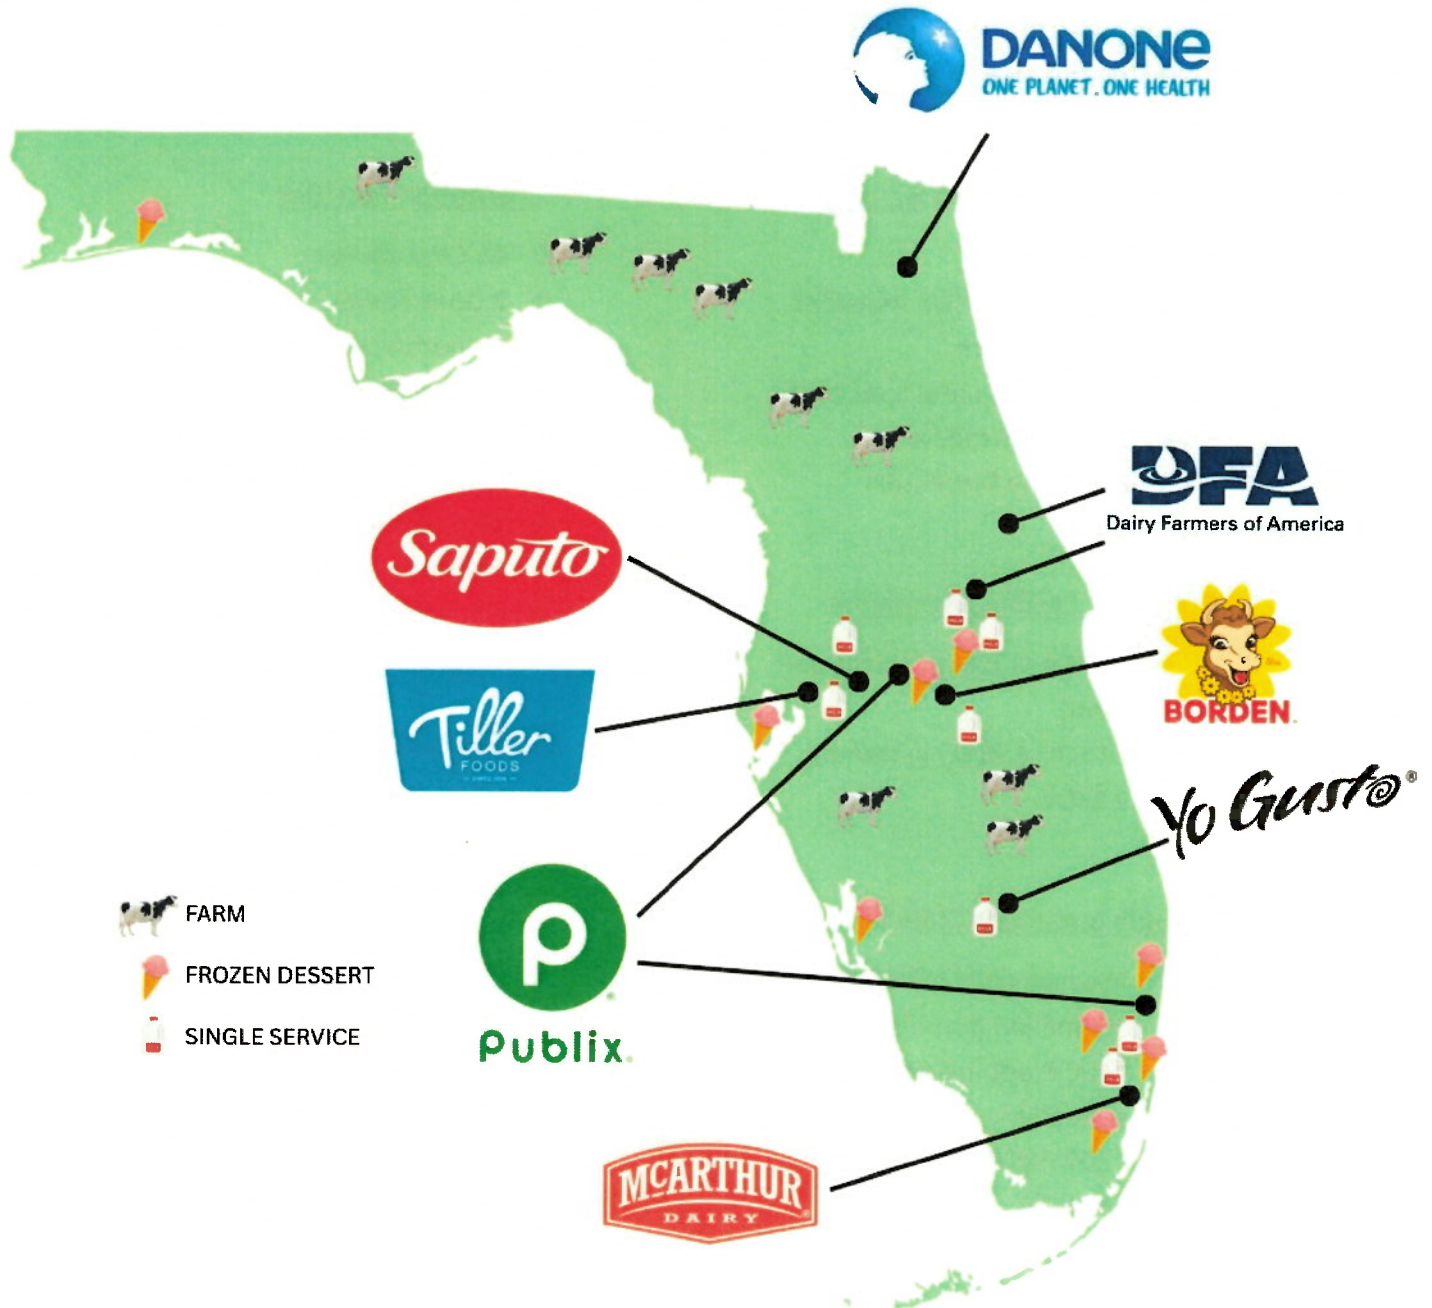 DANONE
ONE PLANET. ONE HEALTH
DFA
Dairy Farmers of America
Saputo
BORDEN
Tiller
FOODS
Yo Gusto®
FARM
FROZEN DESSERT
SINGLE SERVICE
Publix
McARTHUR
DAIRY